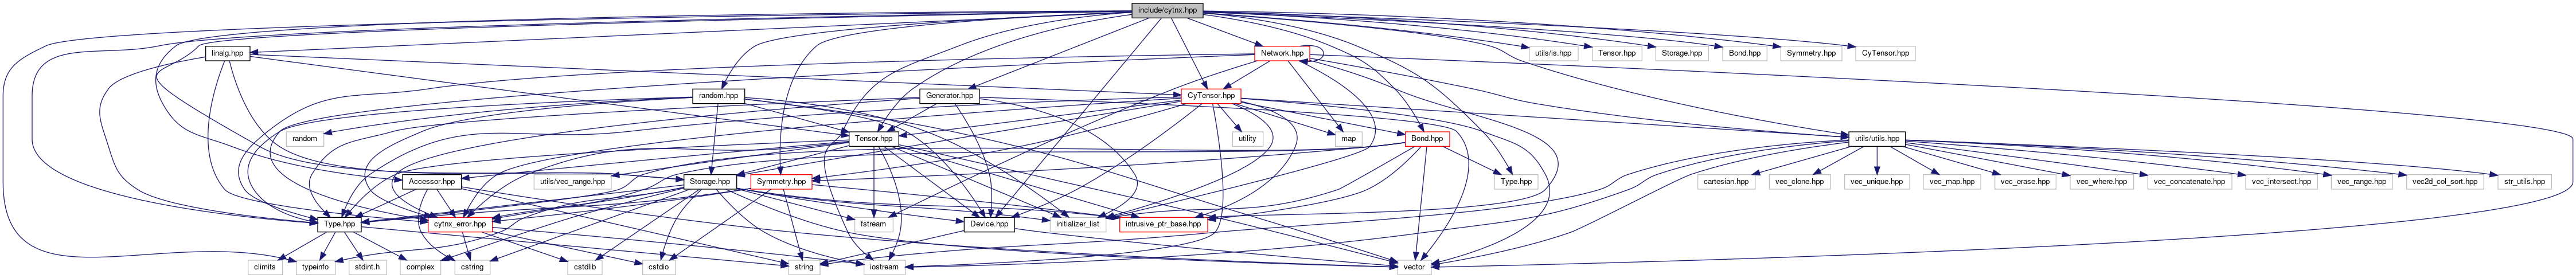 include/cytnx.hpp
linalg.hpp
Network.hpp
utils/is.hpp
Tensor.hpp
Storage.hpp
Bond.hpp
Symmetry.hpp
CyTensor.hpp
random.hpp
Generator.hpp
CyTensor.hpp
random
Tensor.hpp
utility
map
Bond.hpp
utils/utils.hpp
Accessor.hpp
utils/vec_range.hpp
Storage.hpp
Symmetry.hpp
Type.hpp
cartesian.hpp
vec_clone.hpp
vec_unique.hpp
vec_map.hpp
vec_erase.hpp
vec_where.hpp
vec_concatenate.hpp
vec_intersect.hpp
vec_range.hpp
vec2d_col_sort.hpp
str_utils.hpp
Type.hpp
cytnx_error.hpp
fstream
Device.hpp
initializer_list
intrusive_ptr_base.hpp
climits
typeinfo
stdint.h
complex
cstring
cstdlib
cstdio
string
iostream
vector